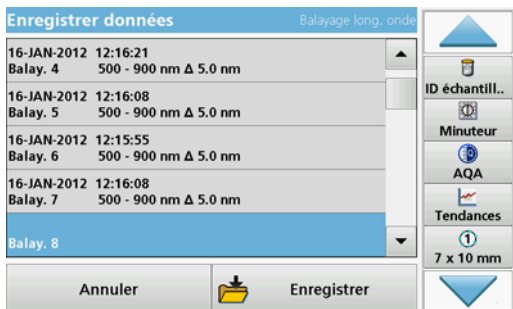 Enregistrer données
Balayage long. onde
16-JAN-2012 12:16:21
Balay. 4 500 - 900 nm Δ 5.0 nm
16-JAN-2012 12:16:08
Balay. 5 500 - 900 nm Δ 5.0 nm
16-JAN-2012 12:15:55
Balay. 6 500 - 900 nm Δ 5.0 nm
16-JAN-2012 12:16:08
Balay. 7 500 - 900 nm Δ 5.0 nm
Balay. 8
Annuler
Enregistrer
ID échantill..
Minuteur
AQA
Tendances
1
7 x 10 mm